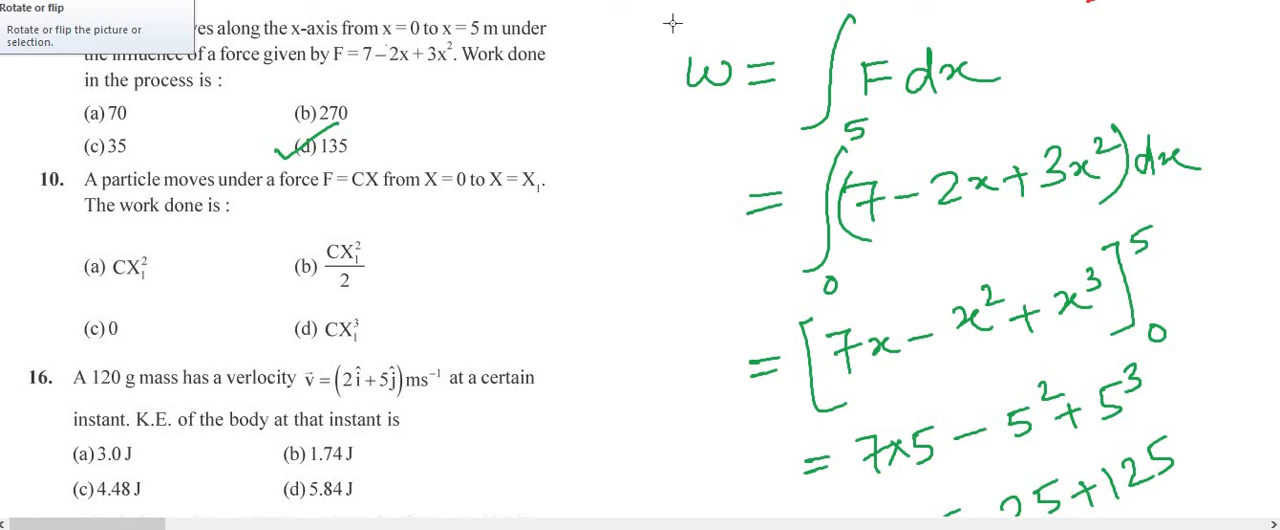 Rotate or flip
Rotate or flip the picture or
selection.
es along the x-axis from x = 0 to x = 5 m under
of a force given by F = 7 – 2x + 3x². Work done
in the process is :
(a) 70 (b) 270
(c) 35 (d) 135
10. A particle moves under a force F = CX from X = 0 to X = X₁.
The work done is :
(a) CX₁² (b) CX₁²/2
(c) 0 (d) CX₁³
16. A 120 g mass has a verlocity v⃗ = (2î + 5ĵ) ms⁻¹ at a certain
instant. K.E. of the body at that instant is
(a) 3.0 J (b) 1.74 J
(c) 4.48 J (d) 5.84 J
W = ∫ F dx
= ∫₀⁵ (7 – 2x + 3x²) dx
= [7x – x² + x³]₀⁵
= 7×5 – 5² + 5³
25 + 125